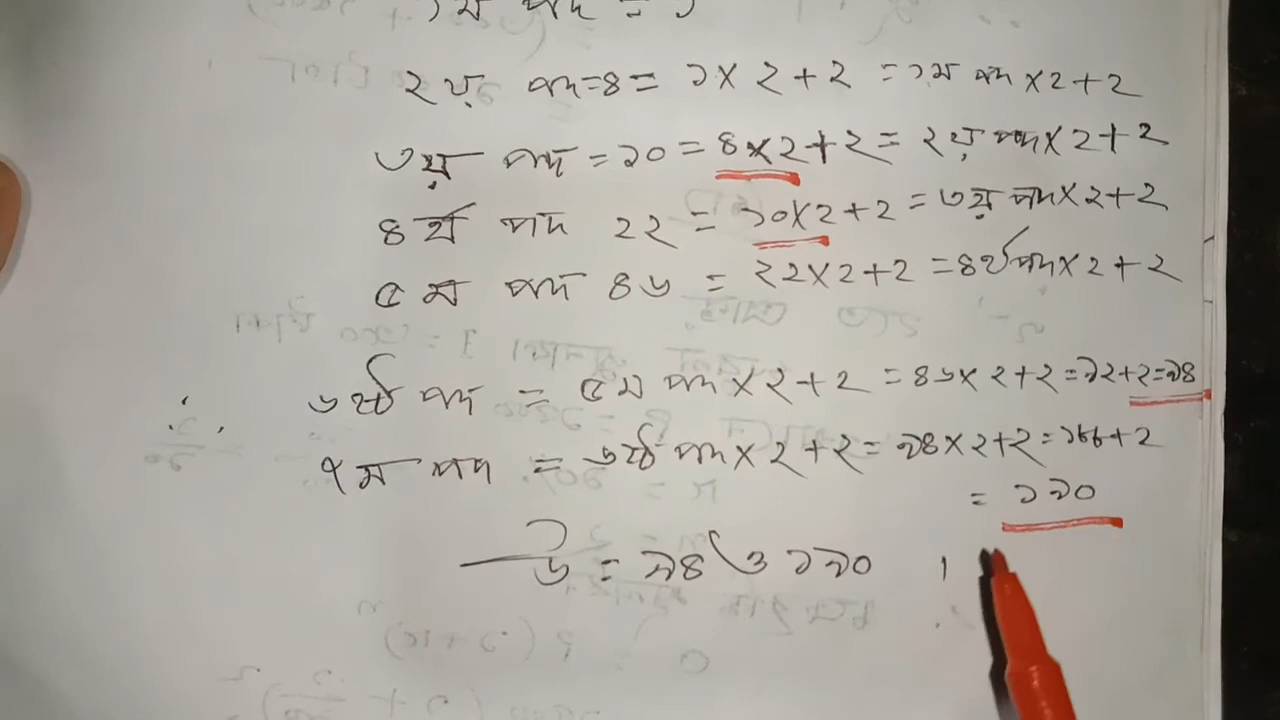 ১ম পদ = ১
২য় পদ=৪= ১×২+২ =১ম পদ×২+২
৩য় পদ =১০=৪×২+২=২য় পদ×২+২
৪র্থ পদ ২২ = ১০×২+২=৩য় পদ×২+২
৫ম পদ ৪৬ = ২২×২+২=৪র্থ পদ×২+২
∴ ৬ষ্ঠ পদ = ৫ম পদ×২+২=৪৬×২+২=৯২+২=৯৪
৭ম পদ = ৬ষ্ঠ পদ×২+২=৯৪×২+২=১৮৮+২
= ১৯০
উ = ৯৪ ও ১৯০ ।